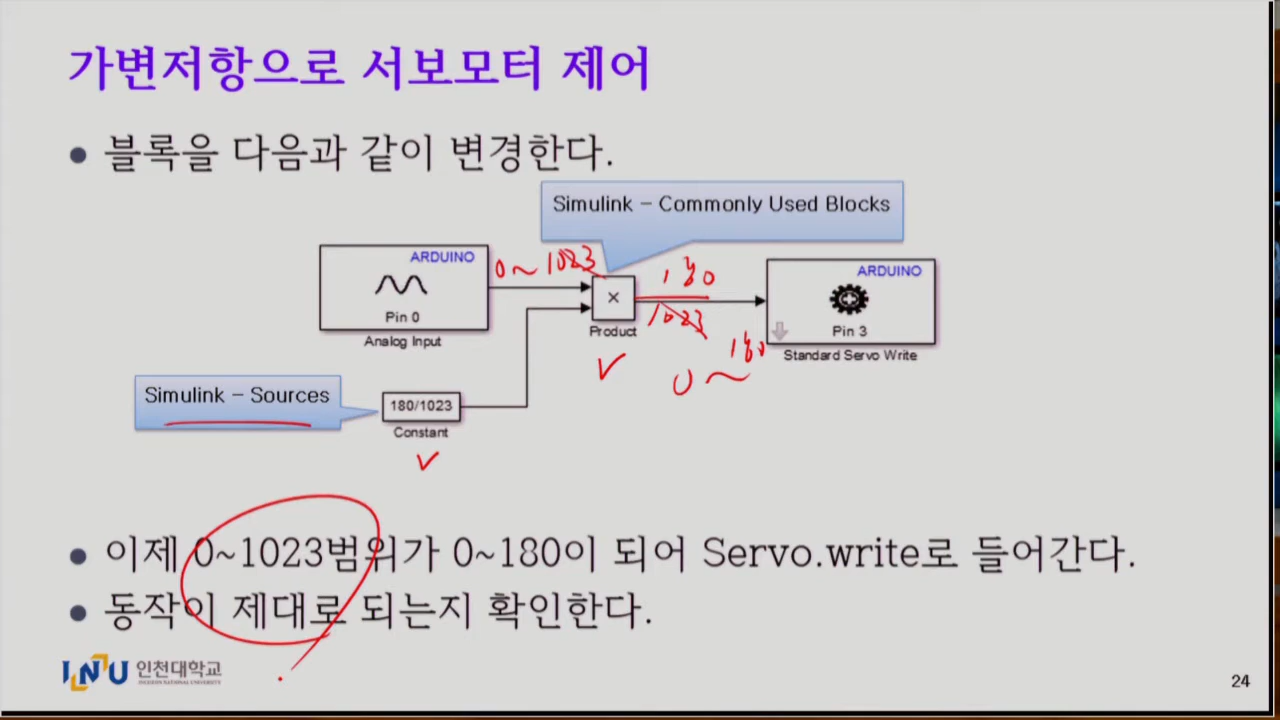 가변저항으로 서보모터 제어
블록을 다음과 같이 변경한다.
Simulink – Commonly Used Blocks
ARDUINO
Pin 0
Analog Input
0 ~ 1023
×
Product
180
1023
0 ~ 180
ARDUINO
Pin 3
Standard Servo Write
Simulink – Sources
180/1023
Constant
이제 0~1023범위가 0~180이 되어 Servo.write로 들어간다.
동작이 제대로 되는지 확인한다.
INU 인천대학교
24